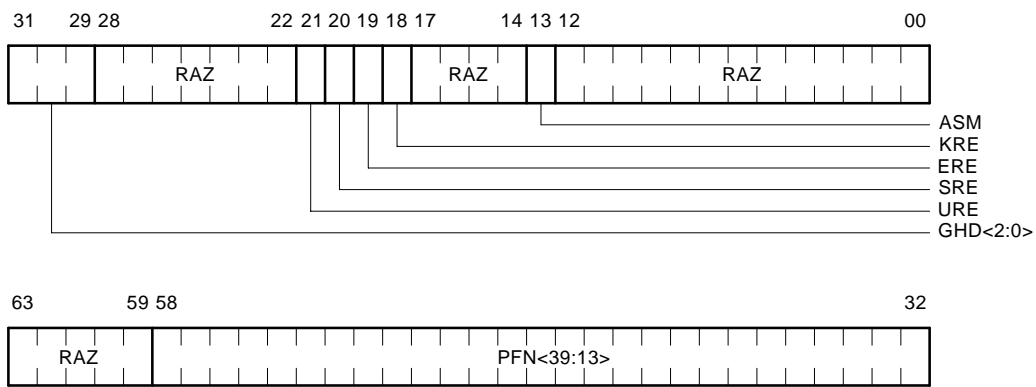 31 29 28 22 21 20 19 18 17 14 13 12 00
RAZ RAZ RAZ
ASM
KRE
ERE
SRE
URE
GHD<2:0>
63 59 58 32
RAZ PFN<39:13>